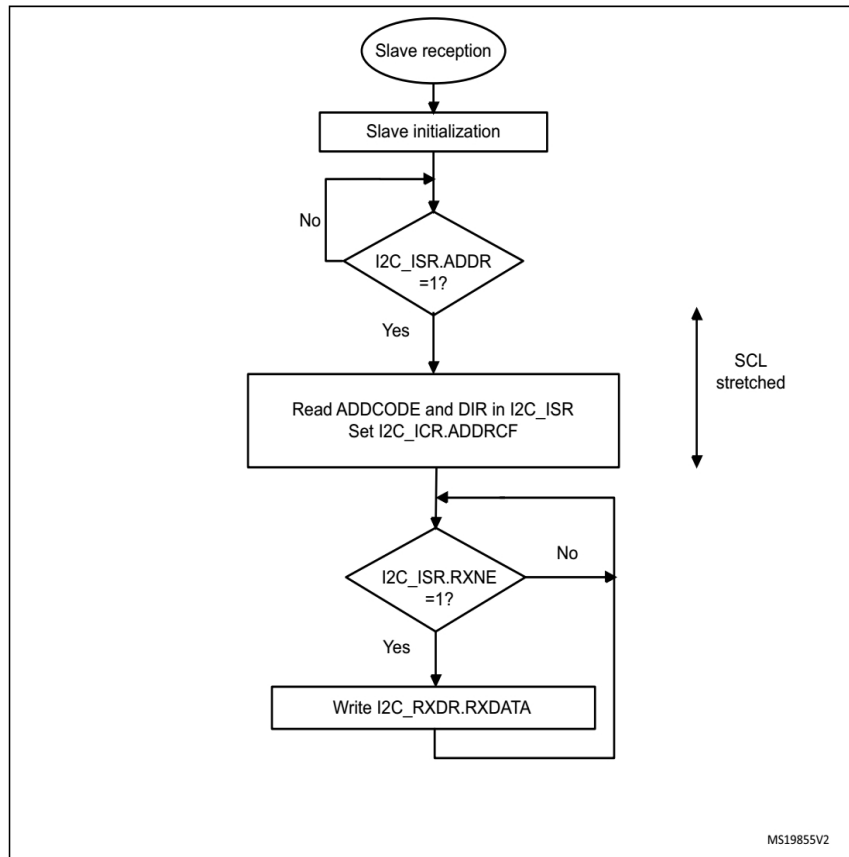 Slave reception
Slave initialization
No
I2C_ISR.ADDR
=1?
Yes
SCL
stretched
Read ADDCODE and DIR in I2C_ISR
Set I2C_ICR.ADDRCF
No
I2C_ISR.RXNE
=1?
Yes
Write I2C_RXDR.RXDATA
MS19855V2